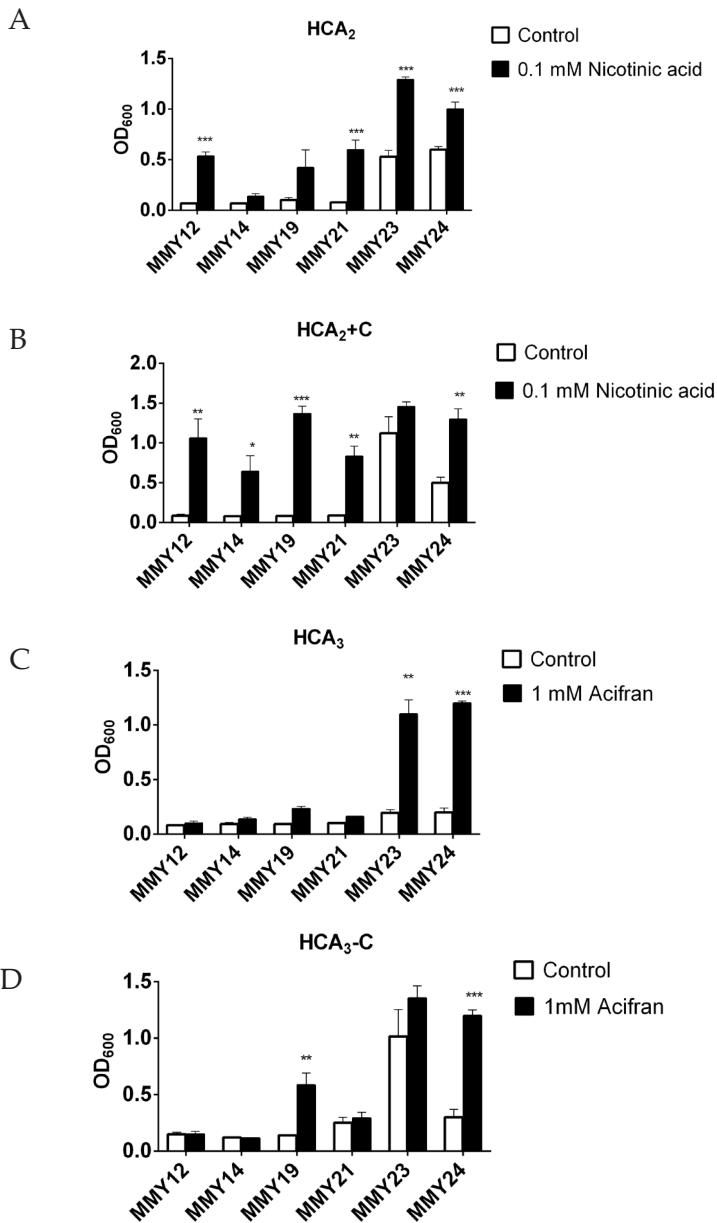 A
HCA2
Control
0.1 mM Nicotinic acid
OD600
1.5
1.0
0.5
0.0
***
***
***
***
MMY12
MMY14
MMY19
MMY21
MMY23
MMY24
B
HCA2+C
Control
0.1 mM Nicotinic acid
OD600
2.0
1.5
1.0
0.5
0.0
**
*
***
**
**
MMY12
MMY14
MMY19
MMY21
MMY23
MMY24
C
HCA3
Control
1 mM Acifran
OD600
1.5
1.0
0.5
0.0
**
***
MMY12
MMY14
MMY19
MMY21
MMY23
MMY24
D
HCA3-C
Control
1mM Acifran
OD600
1.5
1.0
0.5
0.0
**
***
MMY12
MMY14
MMY19
MMY21
MMY23
MMY24